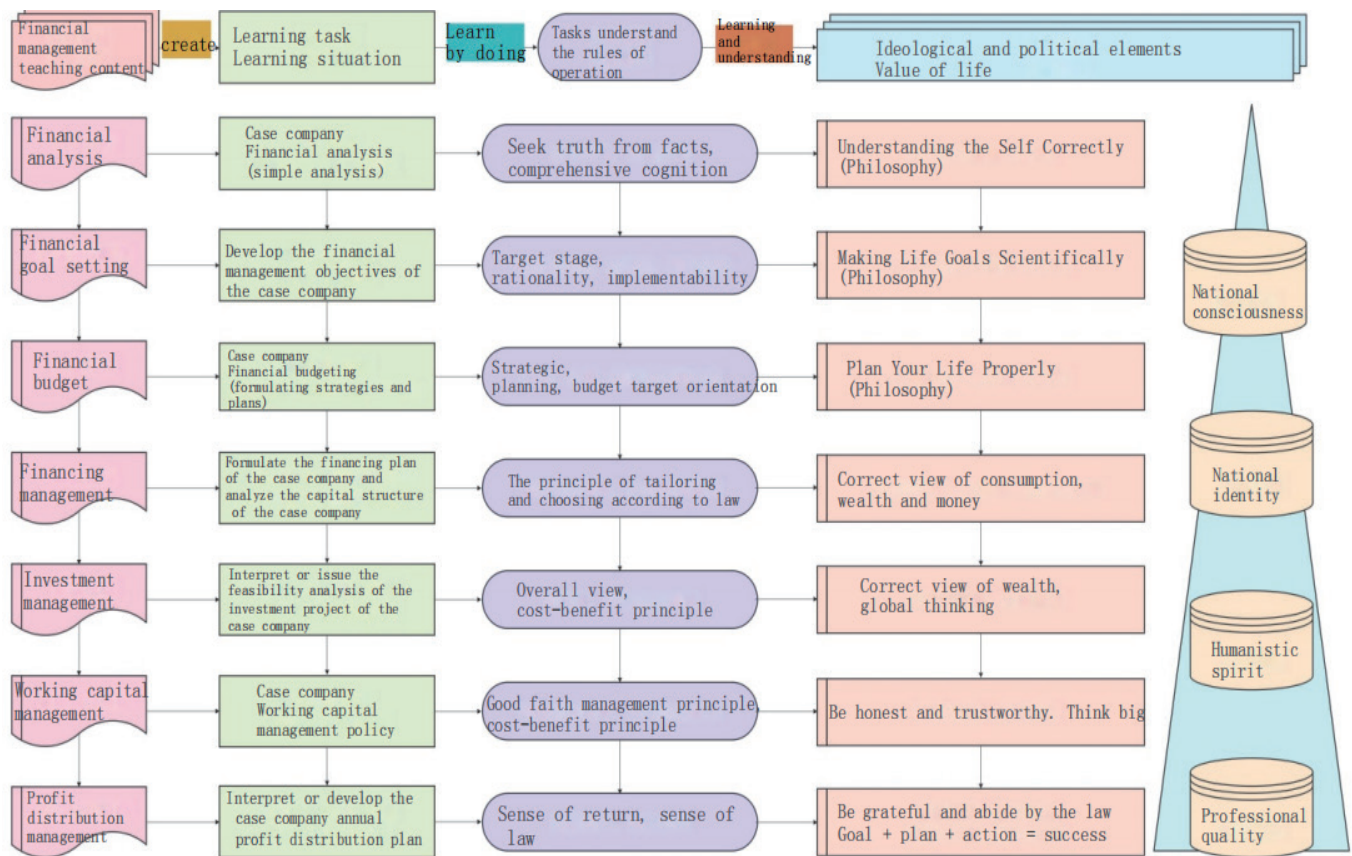 Financial
management
teaching content
create
Learning task
Learning situation
Learn
by doing
Tasks understand
the rules of
operation
Learning
and
understanding
Ideological and political elements
Value of life
Financial
analysis
Case company
Financial analysis
(simple analysis)
Seek truth from facts,
comprehensive cognition
Understanding the Self Correctly
(Philosophy)
Financial
goal setting
Develop the financial
management objectives of
the case company
Target stage,
rationality, implementability
Making Life Goals Scientifically
(Philosophy)
National
consciousness
Financial
budget
Case company
Financial budgeting
(formulating strategies and
plans)
Strategic,
planning, budget target orientation
Plan Your Life Properly
(Philosophy)
Financing
management
Formulate the financing plan
of the case company and
analyze the capital structure
of the case company
The principle of tailoring
and choosing according to law
Correct view of consumption,
wealth and money
National
identity
Investment
management
Interpret or issue the
feasibility analysis of the
investment project of the
case company
Overall view,
cost-benefit principle
Correct view of wealth,
global thinking
Humanistic
spirit
Working capital
management
Case company
Working capital
management policy
Good faith management principle,
cost-benefit principle
Be honest and trustworthy. Think big
Profit
distribution
management
Interpret or develop the
case company annual
profit distribution plan
Sense of return, sense of
law
Be grateful and abide by the law
Goal + plan + action = success
Professional
quality